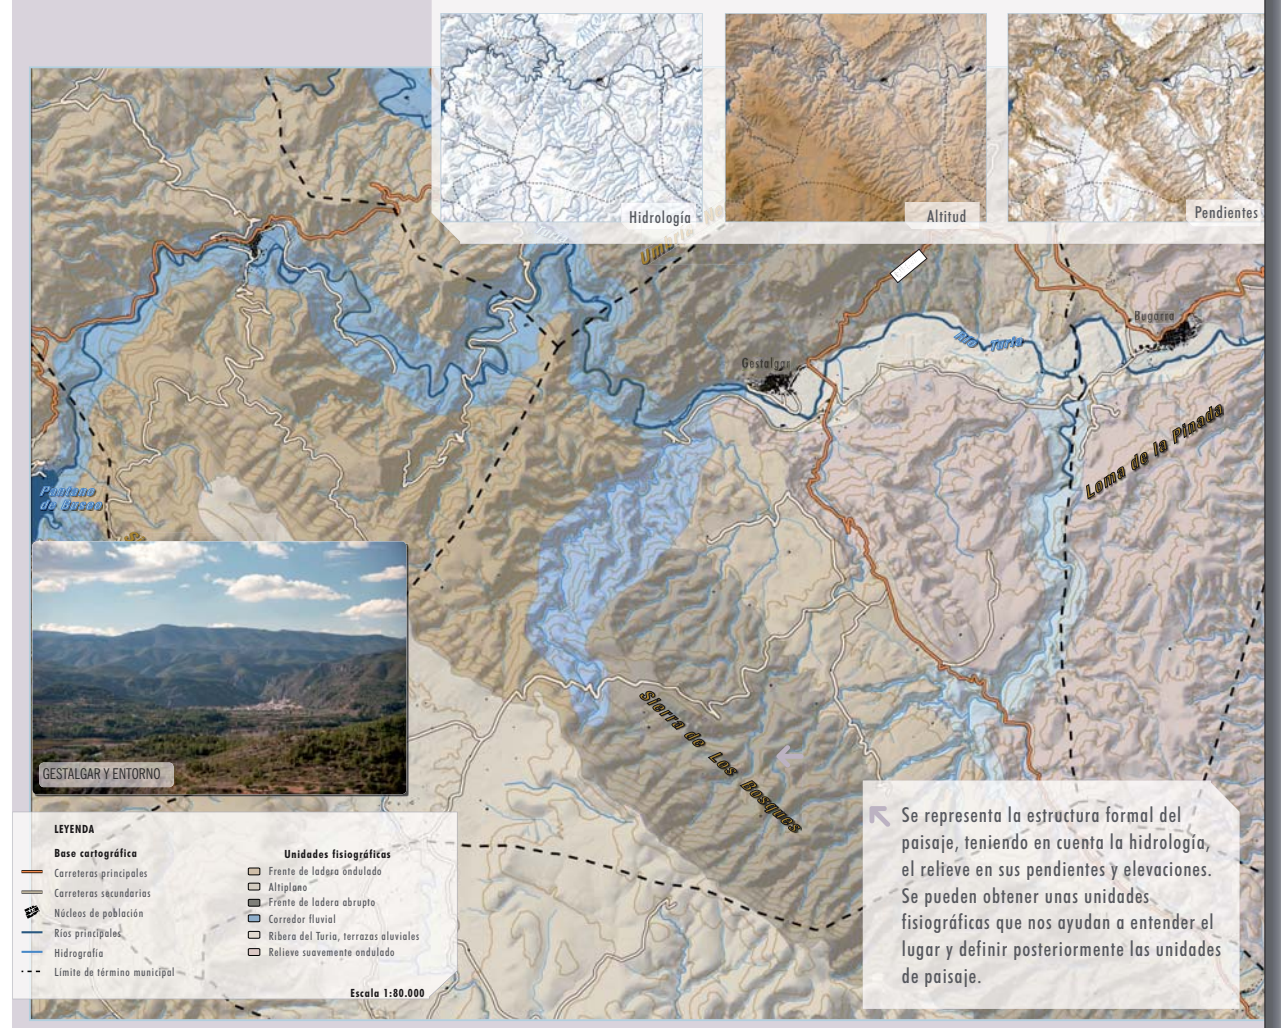 Hidrología
Altitud
Pendientes
Río Turia
Bugarra
Gestalgar
Loma de la Pinada
Pantano
de Buseo
Sierra de Los Bosques
GESTALGAR Y ENTORNO
LEYENDA
Base cartográfica
Carreteras principales
Carreteras secundarias
Núcleos de población
Ríos principales
Hidrografía
Límite de término municipal
Unidades fisiográficas
Frente de ladera ondulado
Altiplano
Frente de ladera abrupto
Corredor fluvial
Ribera del Turia, terrazas aluviales
Relieve suavemente ondulado
Escala 1:80.000
Se representa la estructura formal del
paisaje, teniendo en cuenta la hidrología,
el relieve en sus pendientes y elevaciones.
Se pueden obtener unas unidades
fisiográficas que nos ayudan a entender el
lugar y definir posteriormente las unidades
de paisaje.